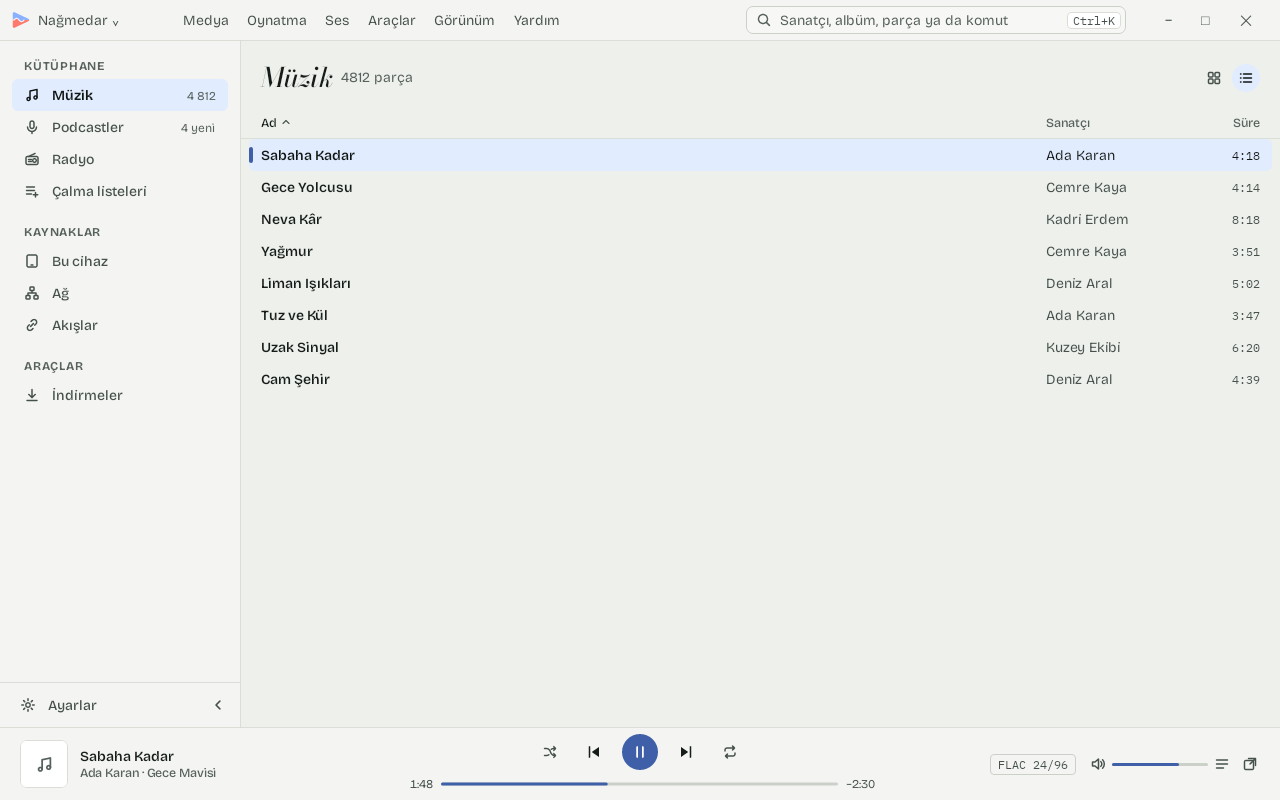 Nağmedar
Medya Oynatma Ses Araçlar Görünüm Yardım
Sanatçı, albüm, parça ya da komut Ctrl+K
KÜTÜPHANE
Müzik 4 812
Podcastler 4 yeni
Radyo
Çalma listeleri
KAYNAKLAR
Bu cihaz
Ağ
Akışlar
ARAÇLAR
İndirmeler
Ayarlar
Müzik 4812 parça
Ad Sanatçı Süre
Sabaha Kadar Ada Karan 4:18
Gece Yolcusu Cemre Kaya 4:14
Neva Kâr Kadri Erdem 8:18
Yağmur Cemre Kaya 3:51
Liman Işıkları Deniz Aral 5:02
Tuz ve Kül Ada Karan 3:47
Uzak Sinyal Kuzey Ekibi 6:20
Cam Şehir Deniz Aral 4:39
Sabaha Kadar
Ada Karan · Gece Mavisi
1:48 −2:30
FLAC 24/96